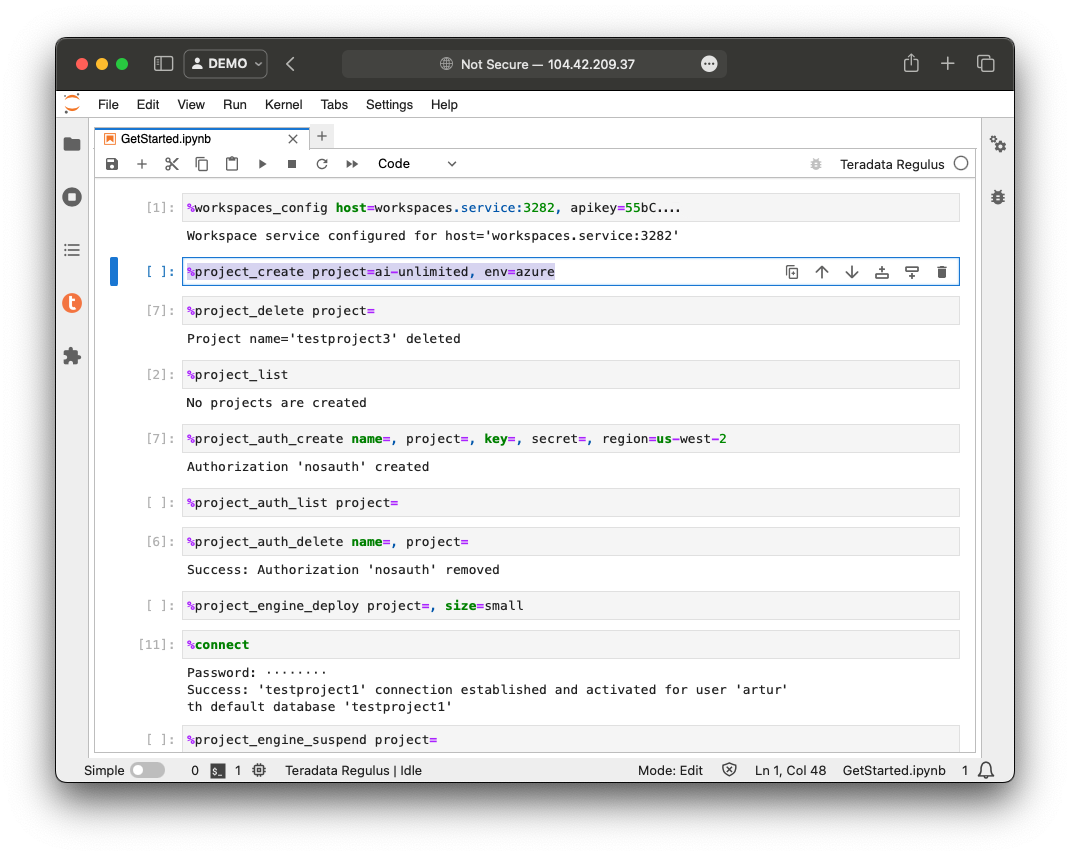 DEMO
Not Secure — 104.42.209.37
File Edit View Run Kernel Tabs Settings Help
GetStarted.ipynb
Code
Teradata Regulus
[1]: %workspaces_config host=workspaces.service:3282, apikey=55bC....
Workspace service configured for host='workspaces.service:3282'
[ ]: %project_create project=ai-unlimited, env=azure
[7]: %project_delete project=
Project name='testproject3' deleted
[2]: %project_list
No projects are created
[7]: %project_auth_create name=, project=, key=, secret=, region=us-west-2
Authorization 'nosauth' created
[ ]: %project_auth_list project=
[6]: %project_auth_delete name=, project=
Success: Authorization 'nosauth' removed
[ ]: %project_engine_deploy project=, size=small
[11]: %connect
Password: ········
Success: 'testproject1' connection established and activated for user 'artur'
th default database 'testproject1'
[ ]: %project_engine_suspend project=
Simple 0 $_ 1 Teradata Regulus | Idle Mode: Edit Ln 1, Col 48 GetStarted.ipynb 1